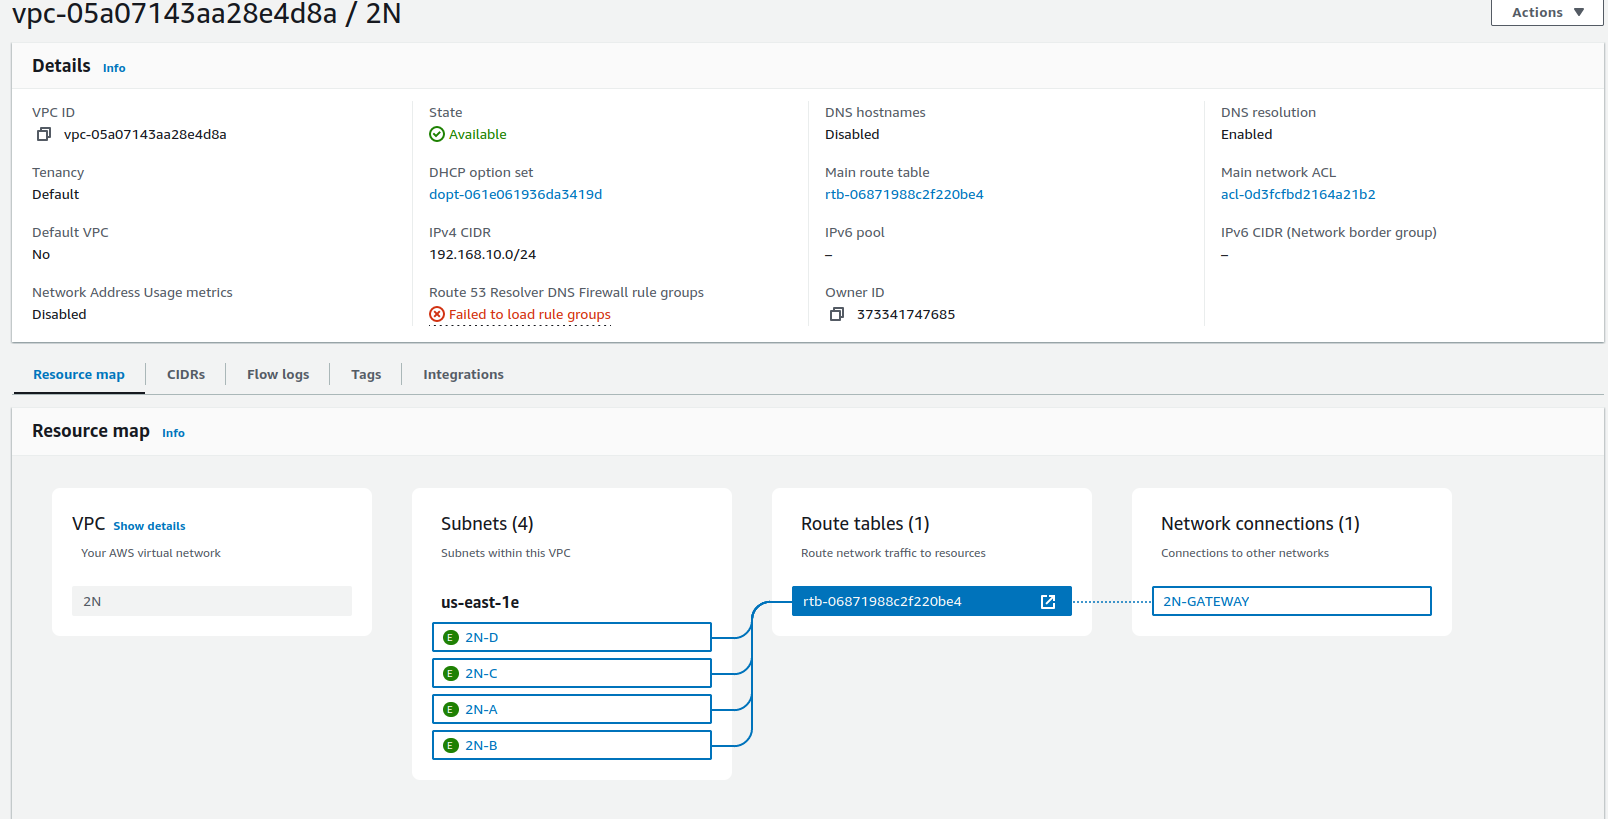 vpc-05a07143aa28e4d8a / 2N
Actions
Details Info
VPC ID
vpc-05a07143aa28e4d8a
State
Available
DNS hostnames
Disabled
DNS resolution
Enabled
Tenancy
Default
DHCP option set
dopt-061e061936da3419d
Main route table
rtb-06871988c2f220be4
Main network ACL
acl-0d3fcfbd2164a21b2
Default VPC
No
IPv4 CIDR
192.168.10.0/24
IPv6 pool
–
IPv6 CIDR (Network border group)
–
Network Address Usage metrics
Disabled
Route 53 Resolver DNS Firewall rule groups
Failed to load rule groups
Owner ID
373341747685
Resource map
CIDRs
Flow logs
Tags
Integrations
Resource map Info
VPC Show details
Your AWS virtual network
2N
Subnets (4)
Subnets within this VPC
us-east-1e
E 2N-D
E 2N-C
E 2N-A
E 2N-B
Route tables (1)
Route network traffic to resources
rtb-06871988c2f220be4
Network connections (1)
Connections to other networks
2N-GATEWAY